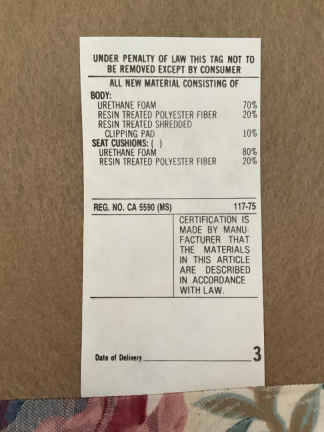 UNDER PENALTY OF LAW THIS TAG NOT TO
BE REMOVED EXCEPT BY CONSUMER
ALL NEW MATERIAL CONSISTING OF
BODY:
URETHANE FOAM 70%
RESIN TREATED POLYESTER FIBER 20%
RESIN TREATED SHREDDED
CLIPPING PAD 10%
SEAT CUSHIONS: ( )
URETHANE FOAM 80%
RESIN TREATED POLYESTER FIBER 20%
REG. NO. CA 5590 (MS) 117-75
CERTIFICATION IS
MADE BY MANU-
FACTURER THAT
THE MATERIALS
IN THIS ARTICLE
ARE DESCRIBED
IN ACCORDANCE
WITH LAW.
Date of Delivery 3